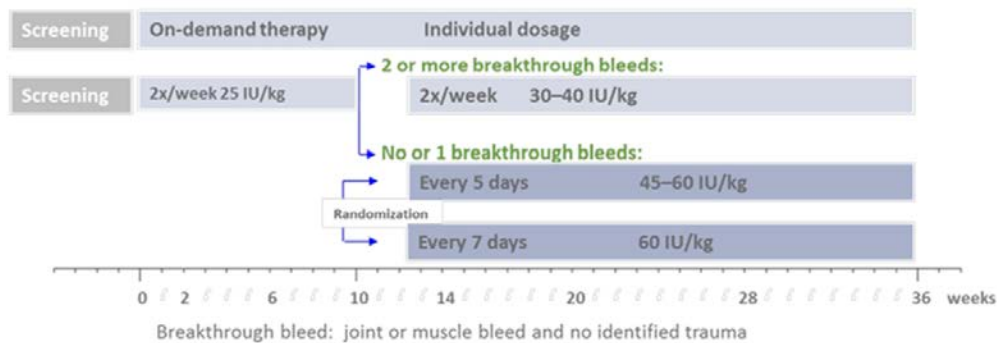 Screening On-demand therapy Individual dosage
2 or more breakthrough bleeds:
Screening 2x/week 25 IU/kg 2x/week 30–40 IU/kg
No or 1 breakthrough bleeds:
Every 5 days 45–60 IU/kg
Randomization
Every 7 days 60 IU/kg
0 2 6 10 14 20 28 36 weeks
Breakthrough bleed: joint or muscle bleed and no identified trauma